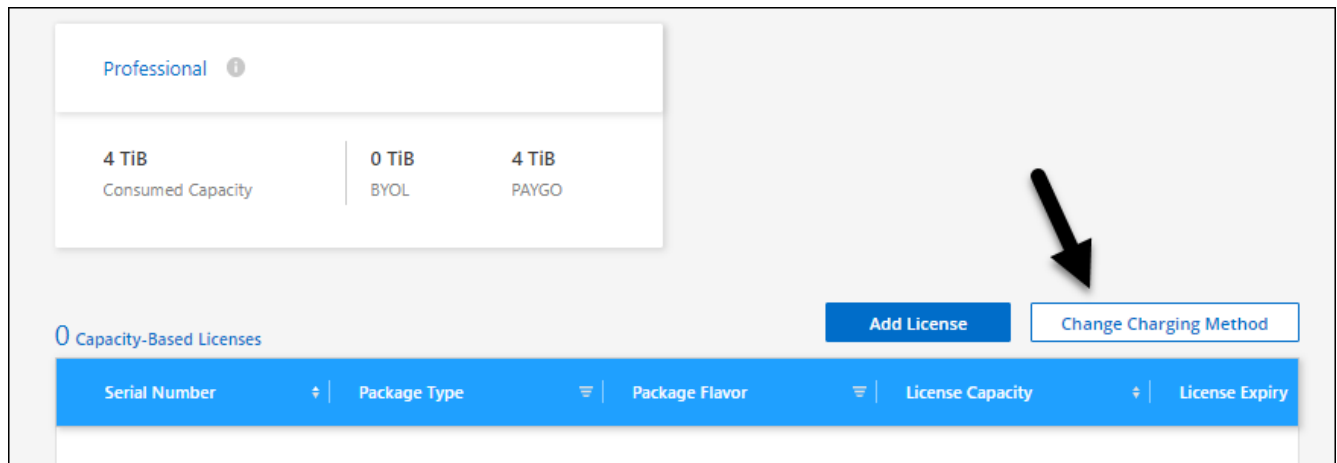 Professional
4 TiB 0 TiB 4 TiB
Consumed Capacity BYOL PAYGO
Add License Change Charging Method
0 Capacity-Based Licenses
Serial Number Package Type Package Flavor License Capacity License Expiry